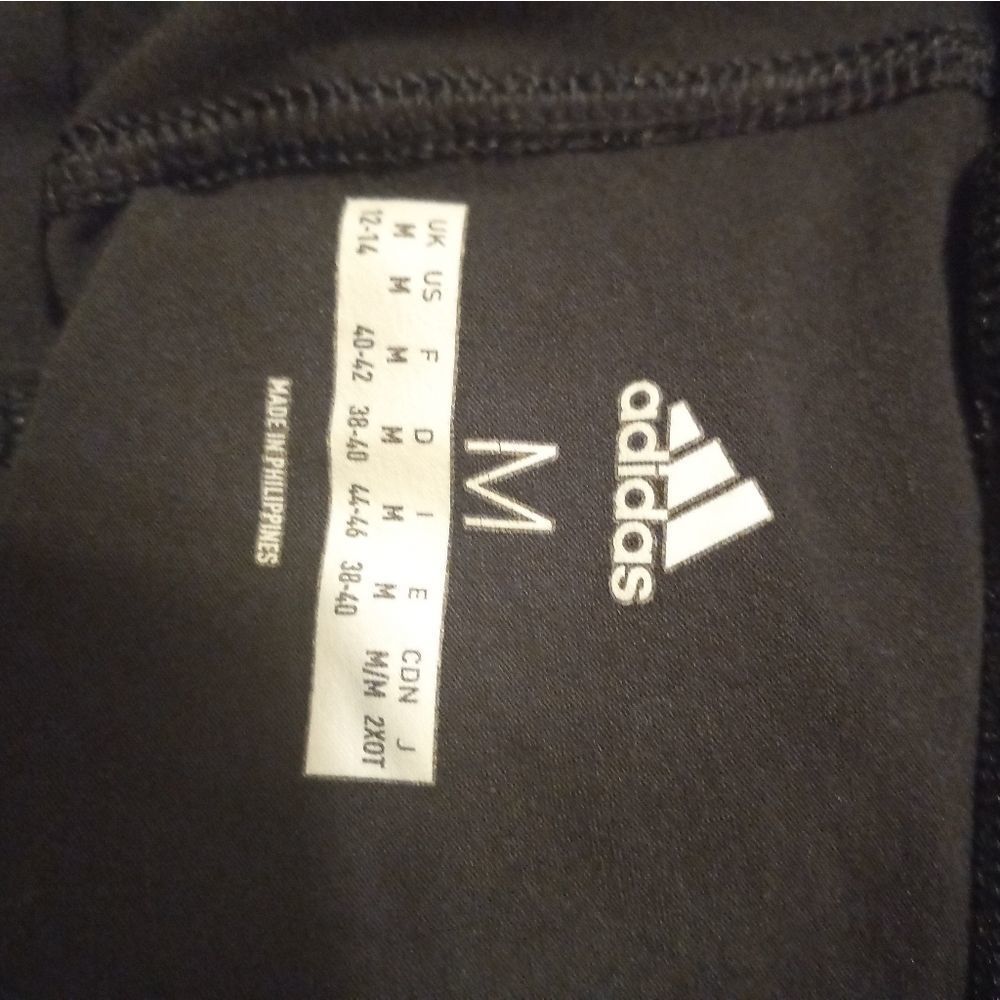 adidas
M
UK US F D I E CDN J
M M M M M M M/M 2XOT
12-14 40-42 38-40 44-46 38-40
MADE IN PHILIPPINES